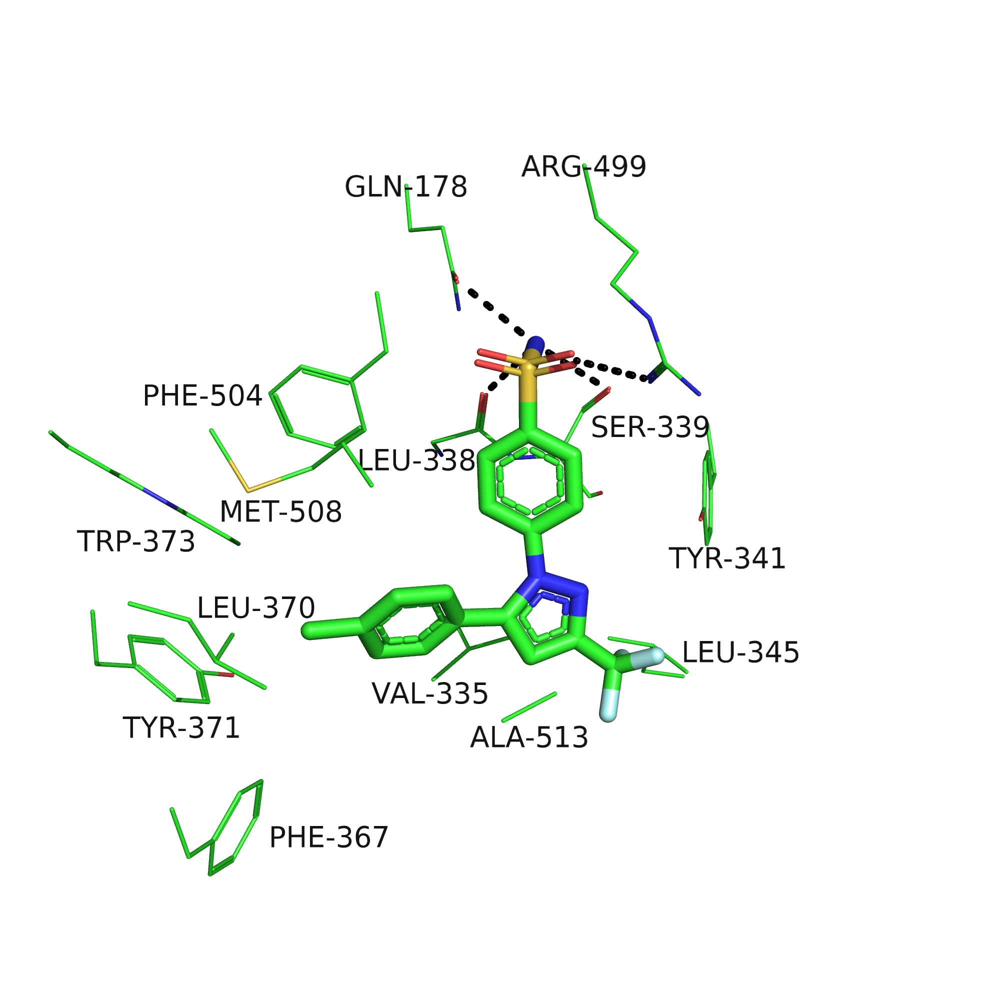 ARG-499
GLN-178
PHE-504
SER-339
LEU-338
MET-508
TRP-373
TYR-341
LEU-370
LEU-345
VAL-335
TYR-371
ALA-513
PHE-367